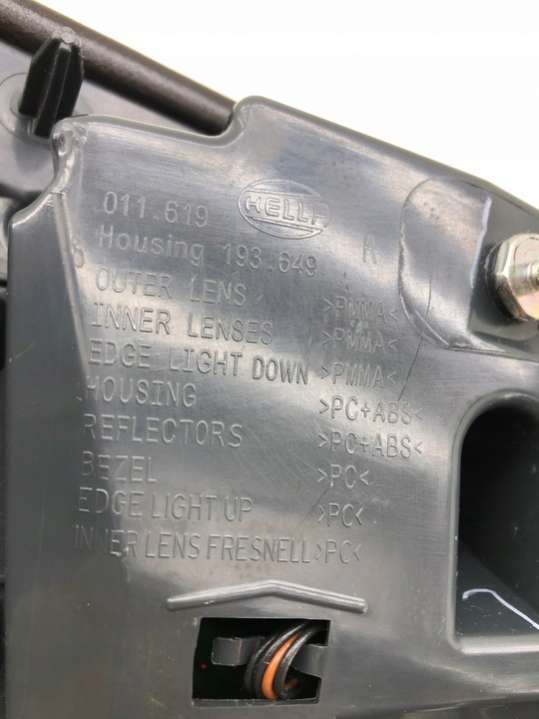 011.619 HELLA
Housing 193.649 R
OUTER LENS >PMMA<
INNER LENSES >PMMA<
EDGE LIGHT DOWN >PMMA<
HOUSING >PC+ABS<
REFLECTORS >PC+ABS<
BEZEL >PC<
EDGE LIGHT UP >PC<
INNER LENS FRESNELL >PC<